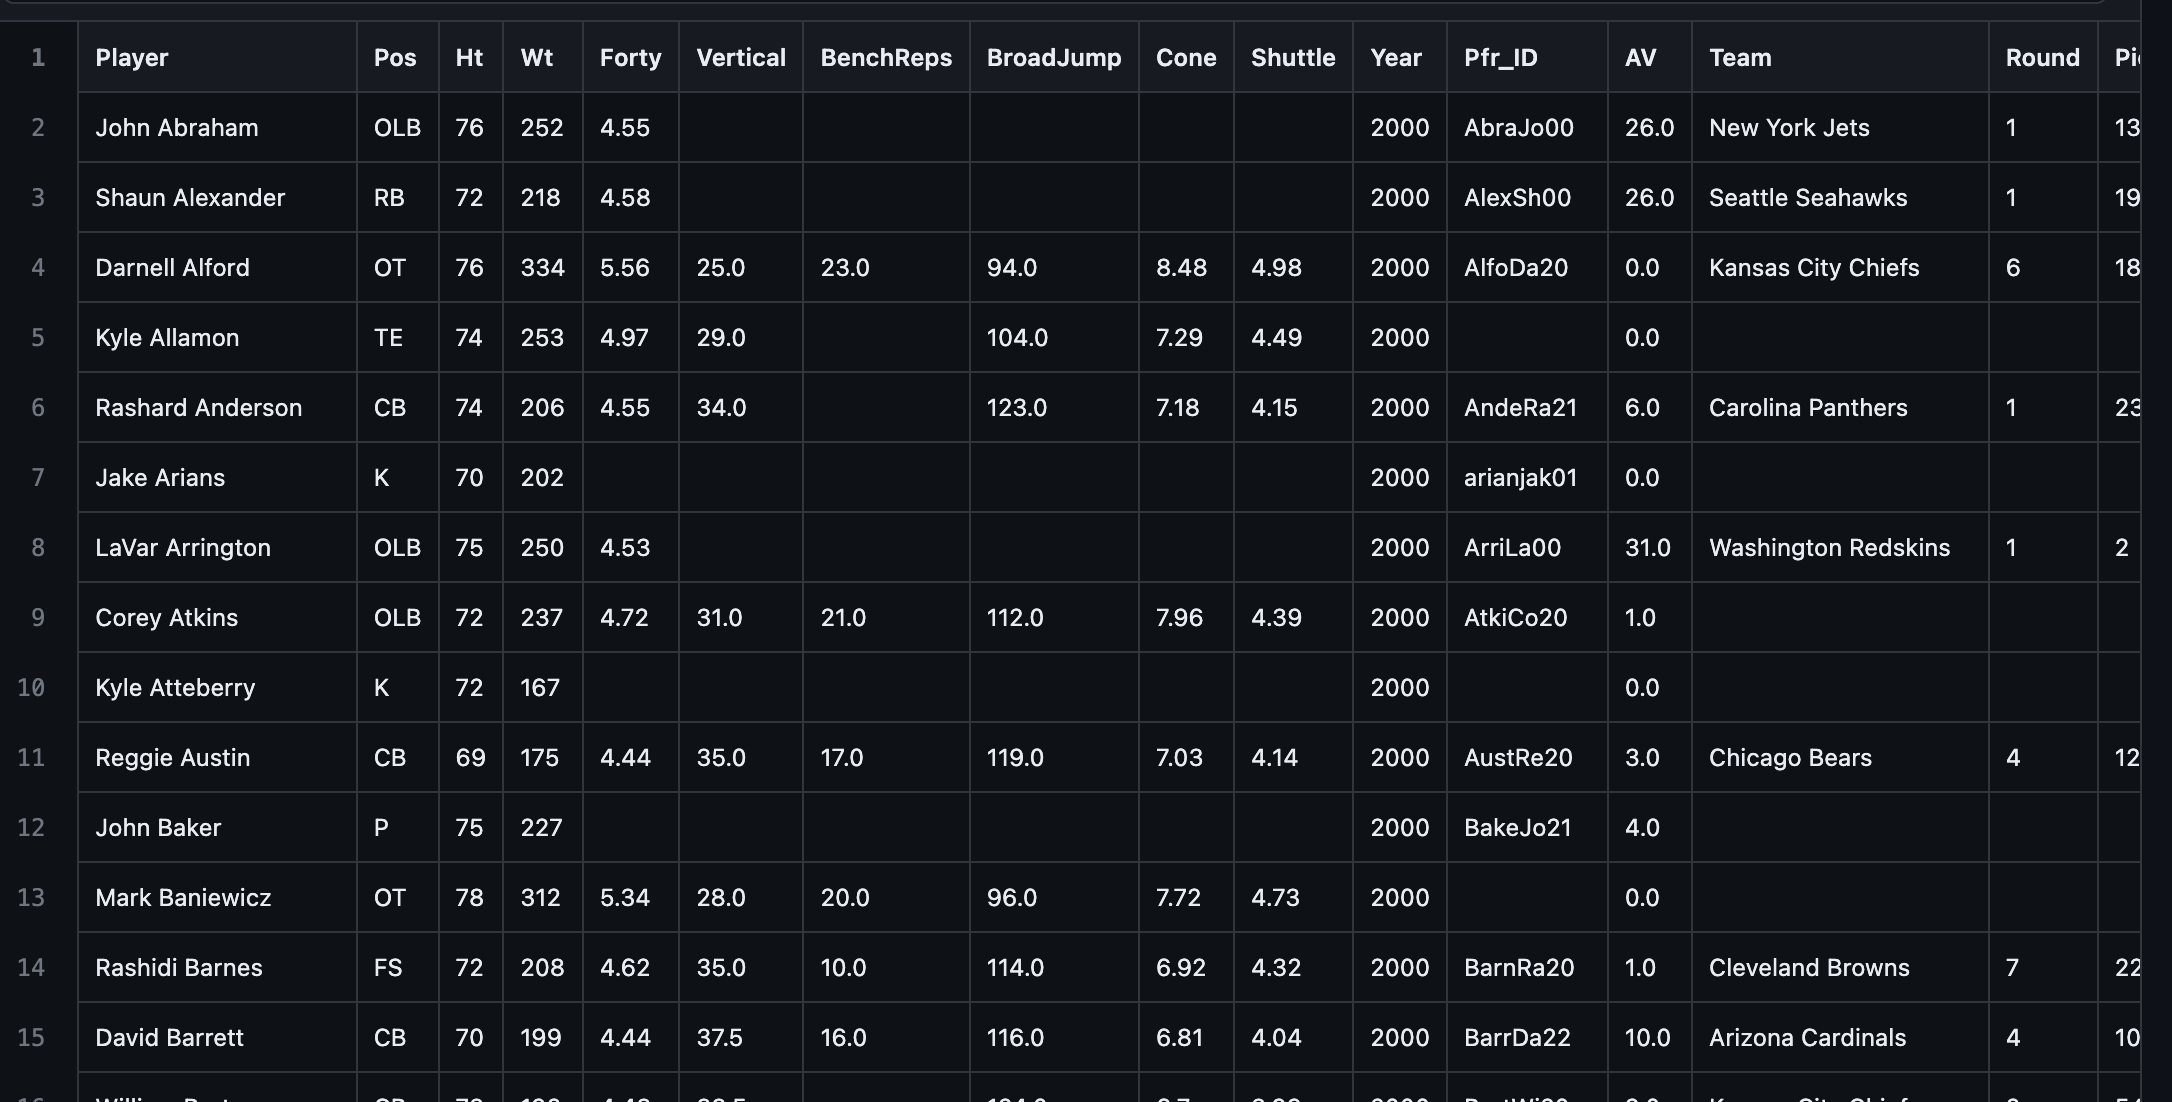 1 Player Pos Ht Wt Forty Vertical BenchReps BroadJump Cone Shuttle Year Pfr_ID AV Team Round
2 John Abraham OLB 76 252 4.55 2000 AbraJo00 26.0 New York Jets 1 13
3 Shaun Alexander RB 72 218 4.58 2000 AlexSh00 26.0 Seattle Seahawks 1 19
4 Darnell Alford OT 76 334 5.56 25.0 23.0 94.0 8.48 4.98 2000 AlfoDa20 0.0 Kansas City Chiefs 6 18
5 Kyle Allamon TE 74 253 4.97 29.0 104.0 7.29 4.49 2000 0.0
6 Rashard Anderson CB 74 206 4.55 34.0 123.0 7.18 4.15 2000 AndeRa21 6.0 Carolina Panthers 1 23
7 Jake Arians K 70 202 2000 arianjak01 0.0
8 LaVar Arrington OLB 75 250 4.53 2000 ArriLa00 31.0 Washington Redskins 1 2
9 Corey Atkins OLB 72 237 4.72 31.0 21.0 112.0 7.96 4.39 2000 AtkiCo20 1.0
10 Kyle Atteberry K 72 167 2000 0.0
11 Reggie Austin CB 69 175 4.44 35.0 17.0 119.0 7.03 4.14 2000 AustRe20 3.0 Chicago Bears 4 12
12 John Baker P 75 227 2000 BakeJo21 4.0
13 Mark Baniewicz OT 78 312 5.34 28.0 20.0 96.0 7.72 4.73 2000 0.0
14 Rashidi Barnes FS 72 208 4.62 35.0 10.0 114.0 6.92 4.32 2000 BarnRa20 1.0 Cleveland Browns 7 22
15 David Barrett CB 70 199 4.44 37.5 16.0 116.0 6.81 4.04 2000 BarrDa22 10.0 Arizona Cardinals 4 10